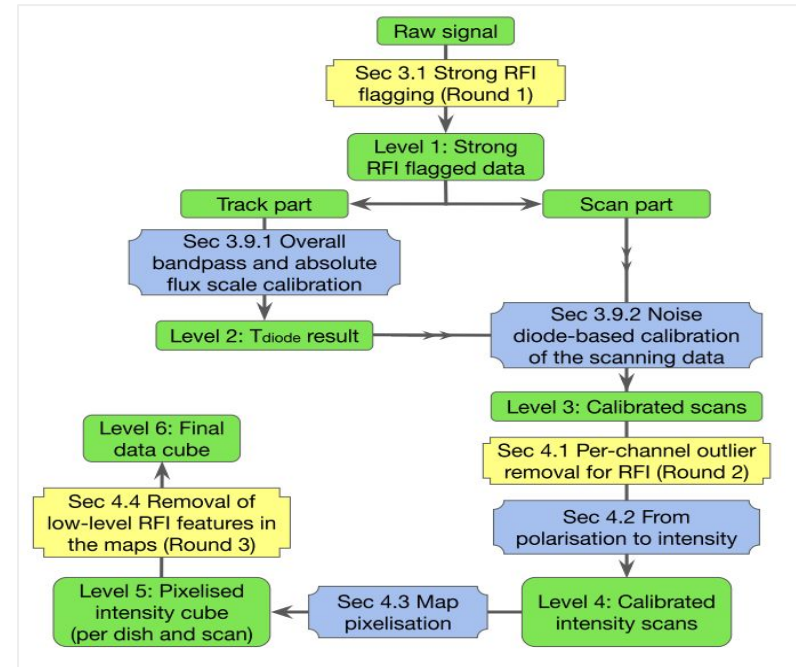 Raw signal
Sec 3.1 Strong RFI
flagging (Round 1)
Level 1: Strong
RFI flagged data
Track part
Scan part
Sec 3.9.1 Overall
bandpass and absolute
flux scale calibration
Sec 3.9.2 Noise
diode-based calibration
of the scanning data
Level 2: Tdiode result
Level 3: Calibrated scans
Level 6: Final
data cube
Sec 4.1 Per-channel outlier
removal for RFI (Round 2)
Sec 4.4 Removal of
low-level RFI features in
the maps (Round 3)
Sec 4.2 From
polarisation to intensity
Level 5: Pixelised
intensity cube
(per dish and scan)
Sec 4.3 Map
pixelisation
Level 4: Calibrated
intensity scans